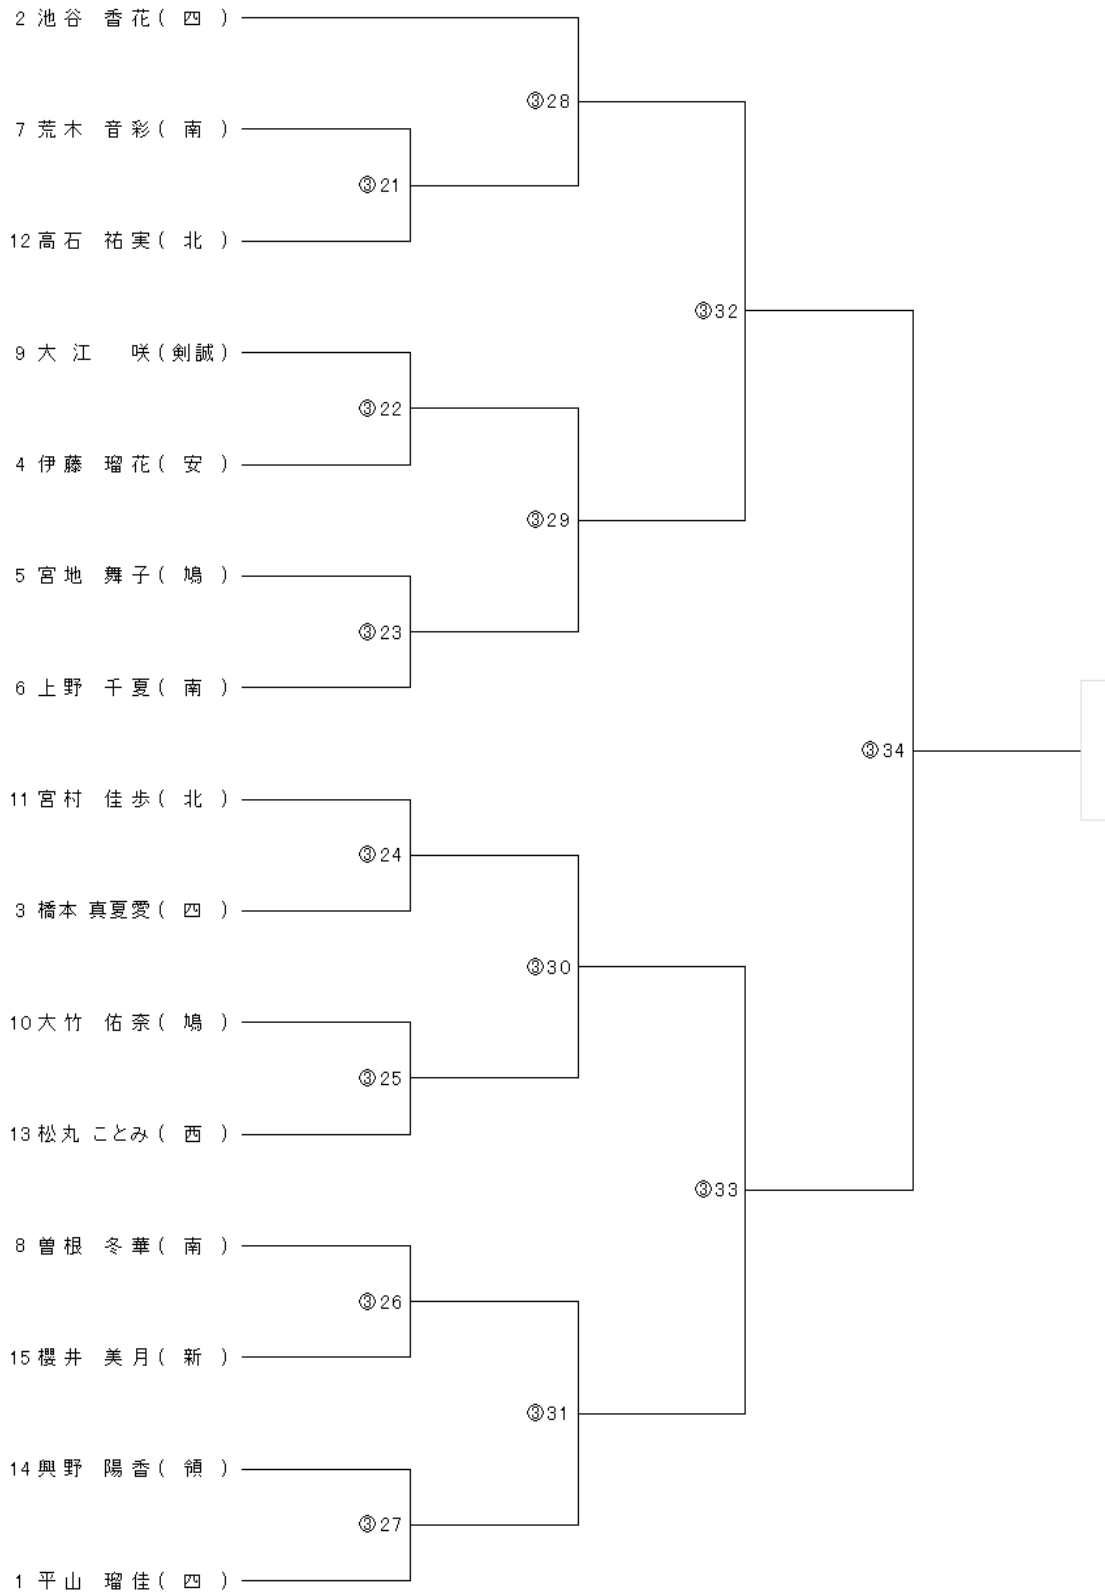 2 池谷 香花( 四 )
③28
7 荒木 音彩( 南 )
③21
12 高石 祐実( 北 )
③32
9 大江 咲(剣誠)
③22
4 伊藤 瑠花( 安 )
③29
5 宮地 舞子( 鳩 )
③23
6 上野 千夏( 南 )
③34
11 宮村 佳歩( 北 )
③24
3 橋本 真夏愛( 四 )
③30
10 大竹 佑奈( 鳩 )
③25
13 松丸 ことみ( 西 )
③33
8 曽根 冬華( 南 )
③26
15 櫻井 美月( 新 )
③31
14 興野 陽香( 領 )
③27
1 平山 瑠佳( 四 )